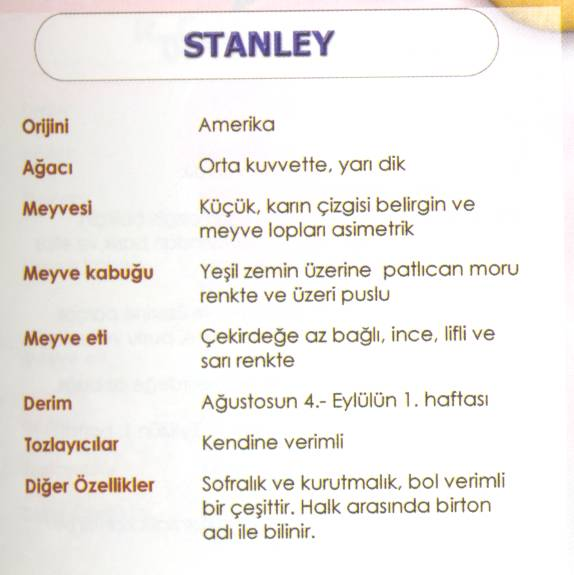 STANLEY
Orijini Amerika
Ağacı Orta kuvvette, yarı dik
Meyvesi Küçük, karın çizgisi belirgin ve
meyve lopları asimetrik
Meyve kabuğu Yeşil zemin üzerine patlıcan moru
renkte ve üzeri puslu
Meyve eti Çekirdeğe az bağlı, ince, lifli ve
sarı renkte
Derim Ağustosun 4.- Eylülün 1. haftası
Tozlayıcılar Kendine verimli
Diğer Özellikler Sofralık ve kurutmalık, bol verimli
bir çeşittir. Halk arasında birton
adı ile bilinir.